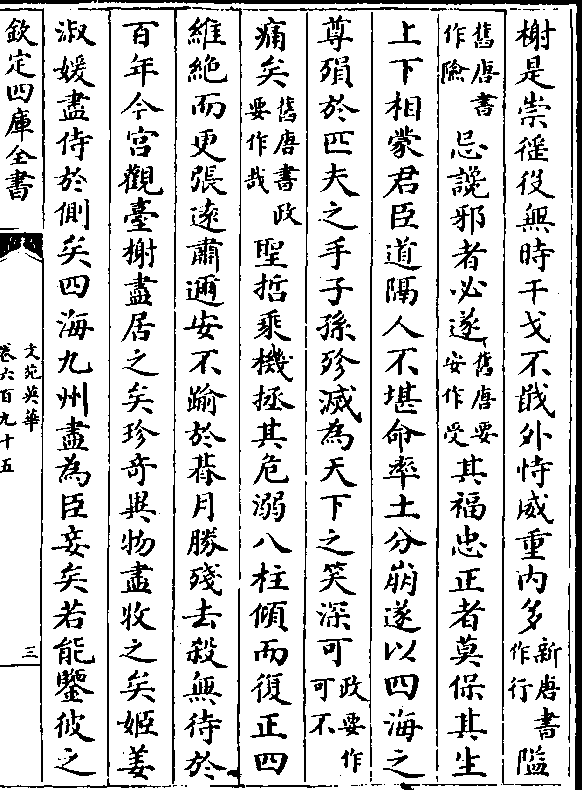 榭是崇徭役無時干戈不戢外恃威重内多新唐書作行隘
舊唐書作險忌讒邪者必遂舊唐要安作受其福忠正者莫保其生
上下相蒙君臣道隔人不堪命率土分崩遂以四海之
尊殞於匹夫之手子孫殄滅為天下之笑深可政要作可不
痛矣舊唐書政要作哉聖哲乘機拯其危溺八柱傾而復正四
維絶而更張逺肅邇安不踰於朞月勝殘去殺無待於
百年今宫觀臺榭盡居之矣珍奇異物盡收之矣姬姜
淑媛盡侍於側矣四海九州盡為臣妾矣若能鑒彼之
欽定四庫全書
文苑英華
卷六百九十五
三